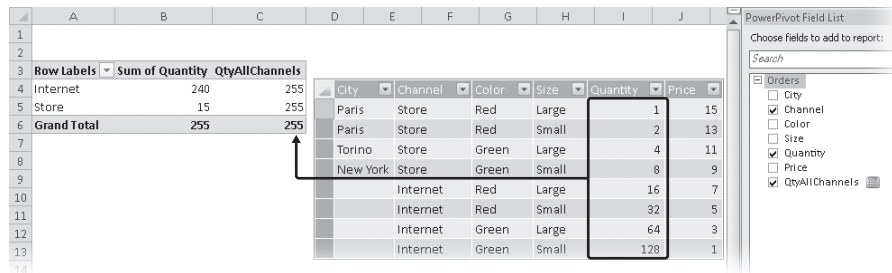 A B C D E F G H I J
PowerPivot Field List
1
Choose fields to add to report:
2
Search
3 Row Labels Sum of Quantity QtyAllChannels
4 Internet 240 255
5 Store 15 255
6 Grand Total 255 255
7
8
9
10
11
12
13
14
City Channel Color Size Quantity Price
Paris Store Red Large 1 15
Paris Store Red Small 2 13
Torino Store Green Large 4 11
New York Store Green Small 8 9
Internet Red Large 16 7
Internet Red Small 32 5
Internet Green Large 64 3
Internet Green Small 128 1
Orders
City
Channel
Color
Size
Quantity
Price
QtyAllChannels